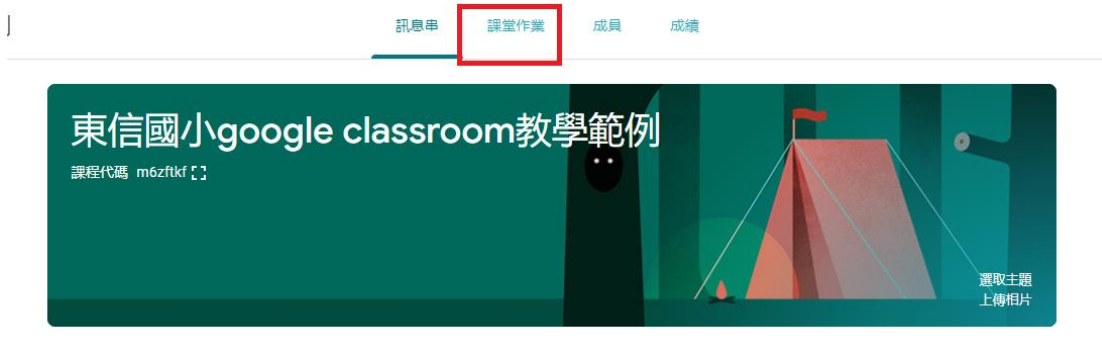 訊息串 課堂作業 成員 成績
東信國小google classroom教學範例
課程代碼 m6zftkf
選取主題
上傳相片